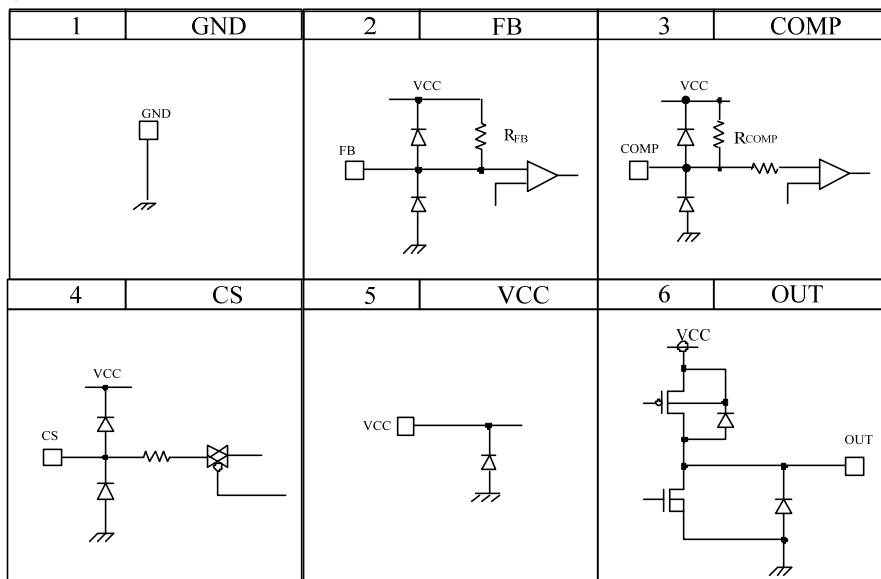 1 GND 2 FB 3 COMP
GND
VCC
FB
RFB
VCC
COMP
RCOMP
4 CS 5 VCC 6 OUT
VCC
CS
VCC
VCC
OUT